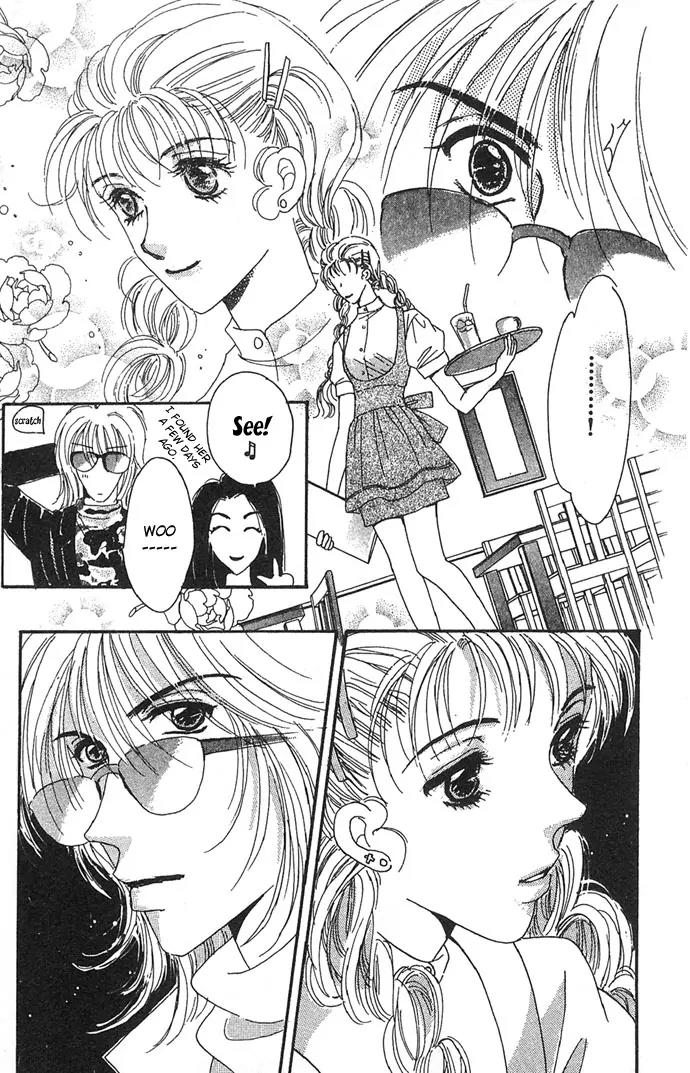 ........!
See!
♫
I FOUND HER
A FEW DAYS
AGO
scratch
WOO
-----